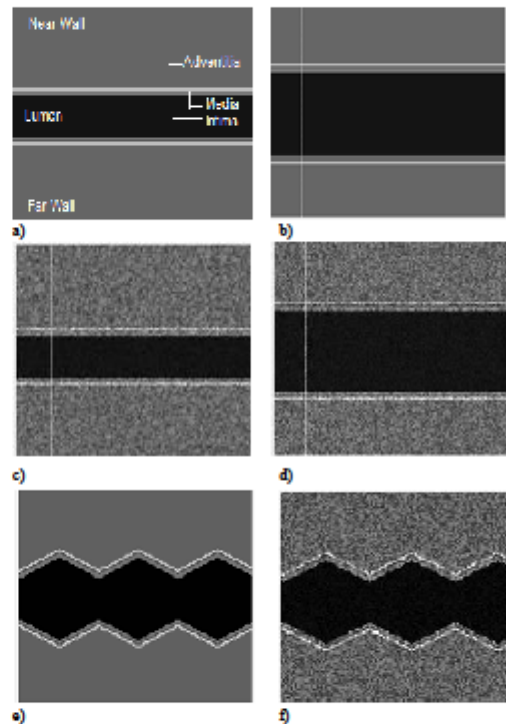 Near Wall
Adventitia
Media
Lumen
Intima
Far Wall
a)
b)
c)
d)
e)
f)